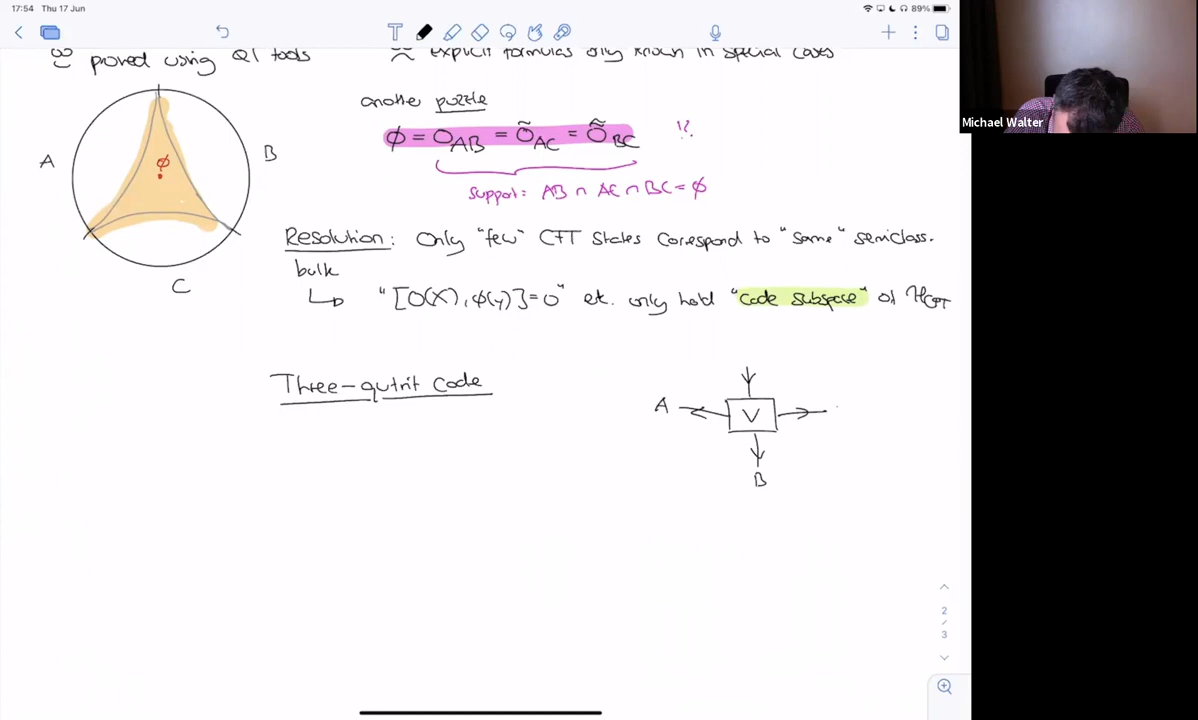 17:54 Thu 17 Jun
89%
proved using QI tools
explicit formulas only known in special cases
another puzzle
ϕ = O_AB = Õ_AC = Õ_BC !?
support: AB ∩ AC ∩ BC = ∅
A
B
ϕ
C
Resolution: Only "few" CFT states correspond to "same" semiclass.
bulk
↳ "[O(X), ϕ(y)] = 0" etc. only hold "code subspace" of H_CFT
Three-qutrit code
A
V
B
Michael Walter
2
/
3